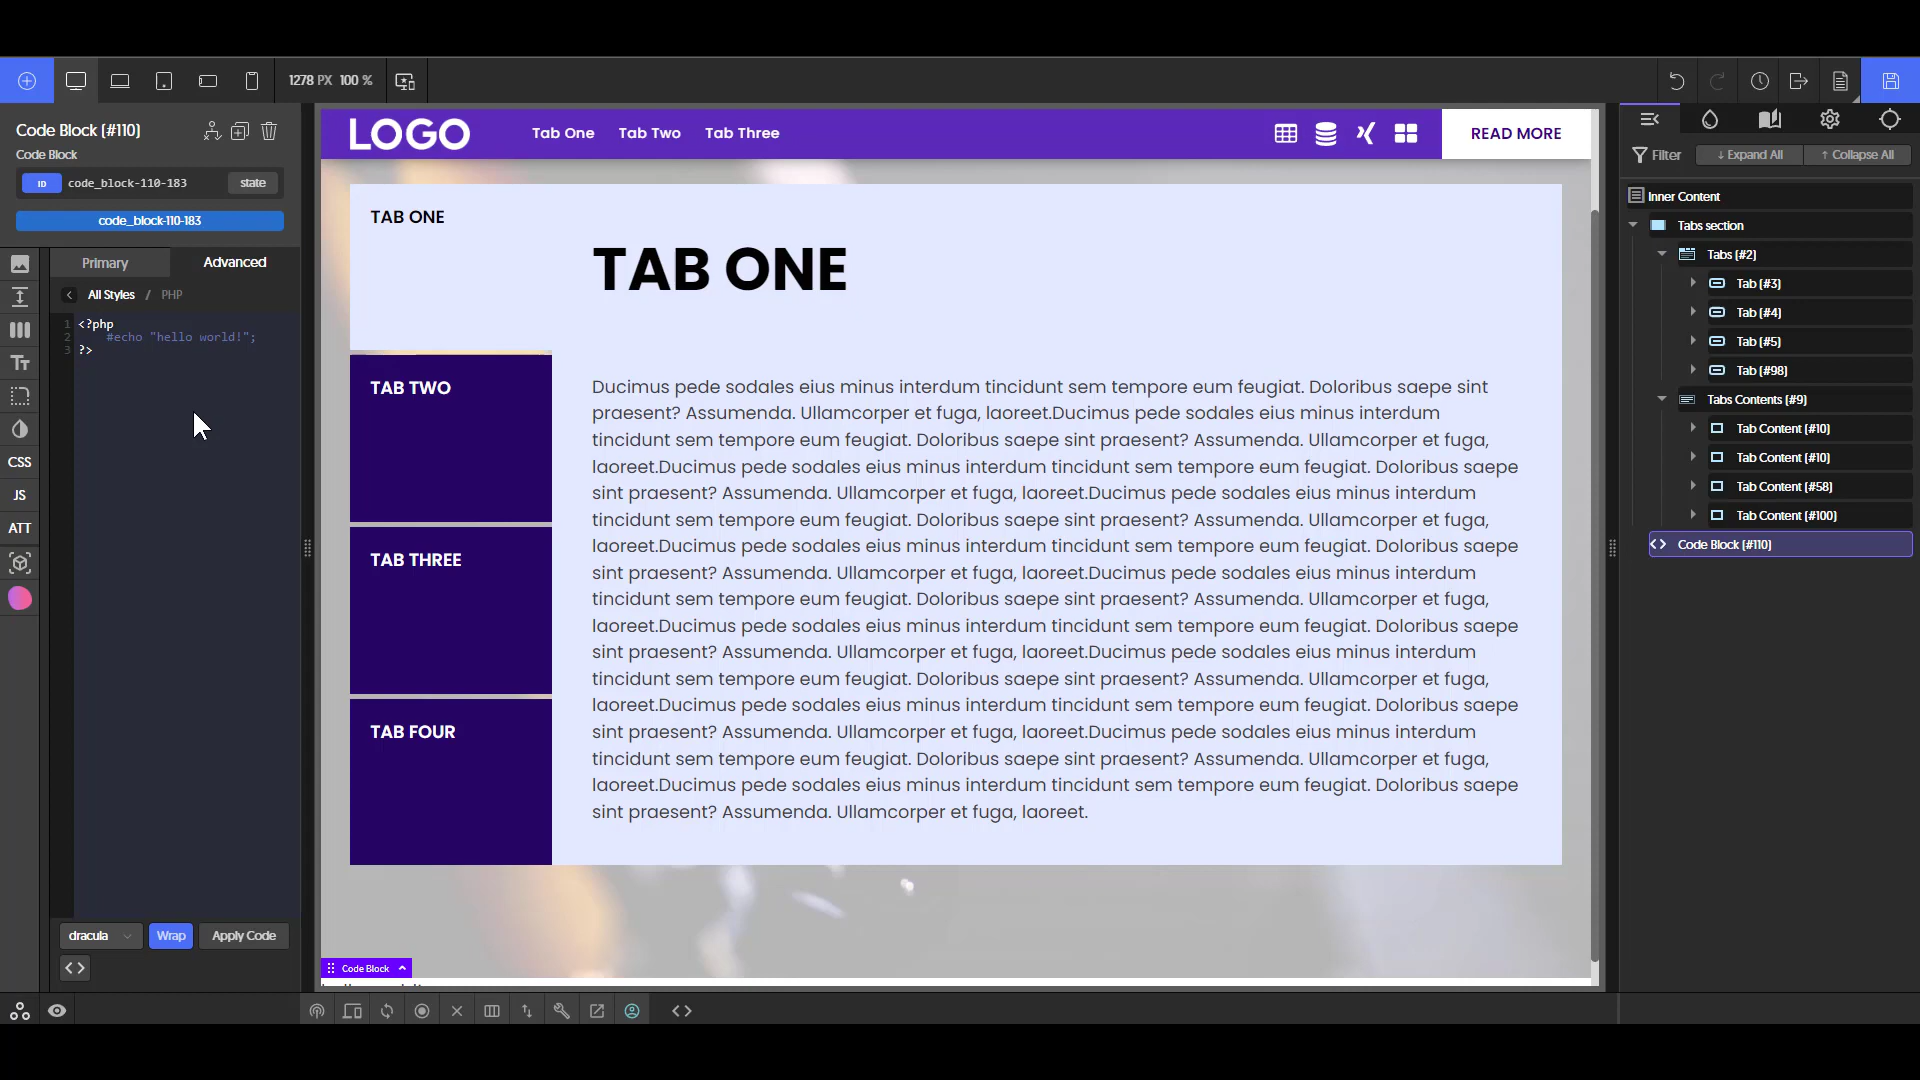 1278 PX 100 %
Code Block (#110)
Code Block
ID code_block-110-183 state
code_block-110-183
Primary Advanced
All Styles / PHP
1 <?php
2 #echo "hello world!";
3 ?>
CSS
JS
ATT
dracula Wrap Apply Code
LOGO Tab One Tab Two Tab Three READ MORE
TAB ONE
TAB ONE
TAB TWO
TAB THREE
TAB FOUR
Ducimus pede sodales eius minus interdum tincidunt sem tempore eum feugiat. Doloribus saepe sint
praesent? Assumenda. Ullamcorper et fuga, laoreet.Ducimus pede sodales eius minus interdum
tincidunt sem tempore eum feugiat. Doloribus saepe sint praesent? Assumenda. Ullamcorper et fuga,
laoreet.Ducimus pede sodales eius minus interdum tincidunt sem tempore eum feugiat. Doloribus saepe
sint praesent? Assumenda. Ullamcorper et fuga, laoreet.Ducimus pede sodales eius minus interdum
tincidunt sem tempore eum feugiat. Doloribus saepe sint praesent? Assumenda. Ullamcorper et fuga,
laoreet.Ducimus pede sodales eius minus interdum tincidunt sem tempore eum feugiat. Doloribus saepe
sint praesent? Assumenda. Ullamcorper et fuga, laoreet.Ducimus pede sodales eius minus interdum
tincidunt sem tempore eum feugiat. Doloribus saepe sint praesent? Assumenda. Ullamcorper et fuga,
laoreet.Ducimus pede sodales eius minus interdum tincidunt sem tempore eum feugiat. Doloribus saepe
sint praesent? Assumenda. Ullamcorper et fuga, laoreet.Ducimus pede sodales eius minus interdum
tincidunt sem tempore eum feugiat. Doloribus saepe sint praesent? Assumenda. Ullamcorper et fuga,
laoreet.Ducimus pede sodales eius minus interdum tincidunt sem tempore eum feugiat. Doloribus saepe
sint praesent? Assumenda. Ullamcorper et fuga, laoreet.Ducimus pede sodales eius minus interdum
tincidunt sem tempore eum feugiat. Doloribus saepe sint praesent? Assumenda. Ullamcorper et fuga,
laoreet.Ducimus pede sodales eius minus interdum tincidunt sem tempore eum feugiat. Doloribus saepe
sint praesent? Assumenda. Ullamcorper et fuga, laoreet.
Code Block
Filter Expand All Collapse All
Inner Content
Tabs section
Tabs (#2)
Tab (#3)
Tab (#4)
Tab (#5)
Tab (#98)
Tabs Contents (#9)
Tab Content (#10)
Tab Content (#10)
Tab Content (#58)
Tab Content (#100)
Code Block (#110)